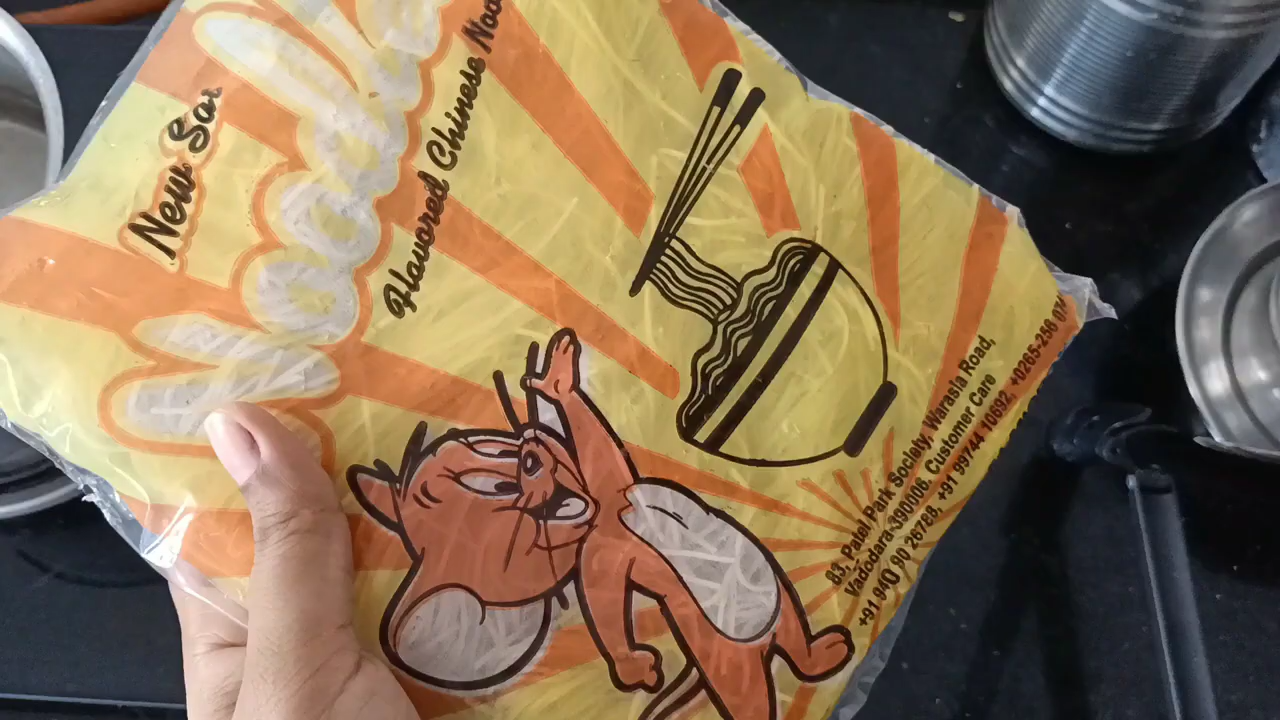 New Sai
Noodle
Flavored Chinese Noo
83, Patel Park Society, Warasia Road,
Vadodara-390006. Customer Care
+91 940 90 26788, +91 99744 10692, +0265-256